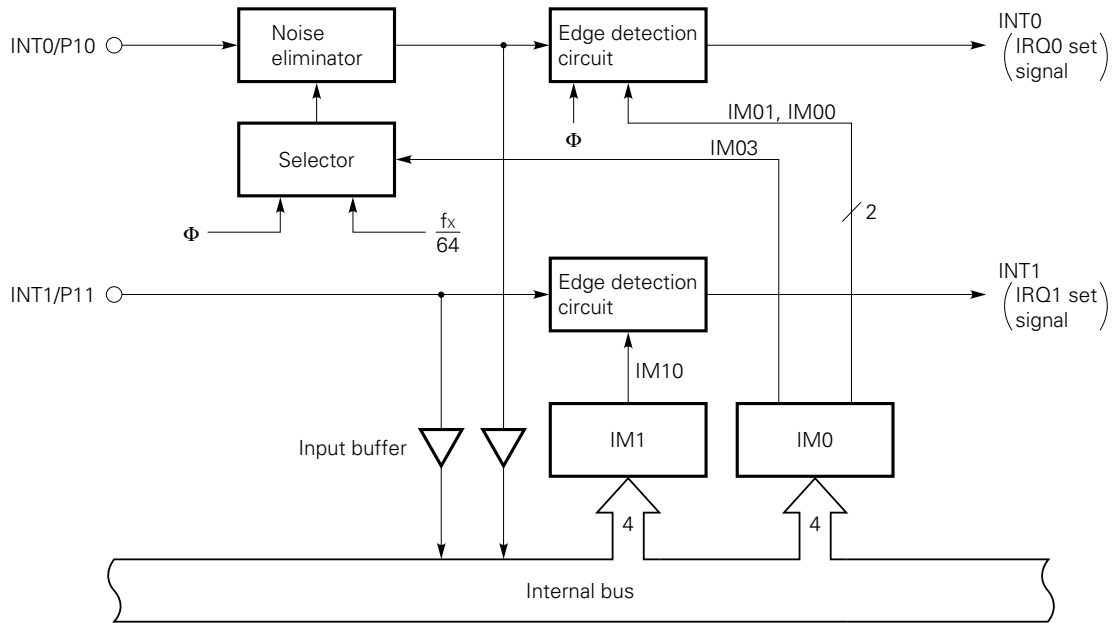 INT0/P10
Noise
eliminator
Edge detection
circuit
INT0
(IRQ0 set
signal)
Φ
IM01, IM00
IM03
Selector
2
Φ
fx
64
INT1/P11
Edge detection
circuit
INT1
(IRQ1 set
signal)
IM10
Input buffer
IM1
IM0
4
4
Internal bus